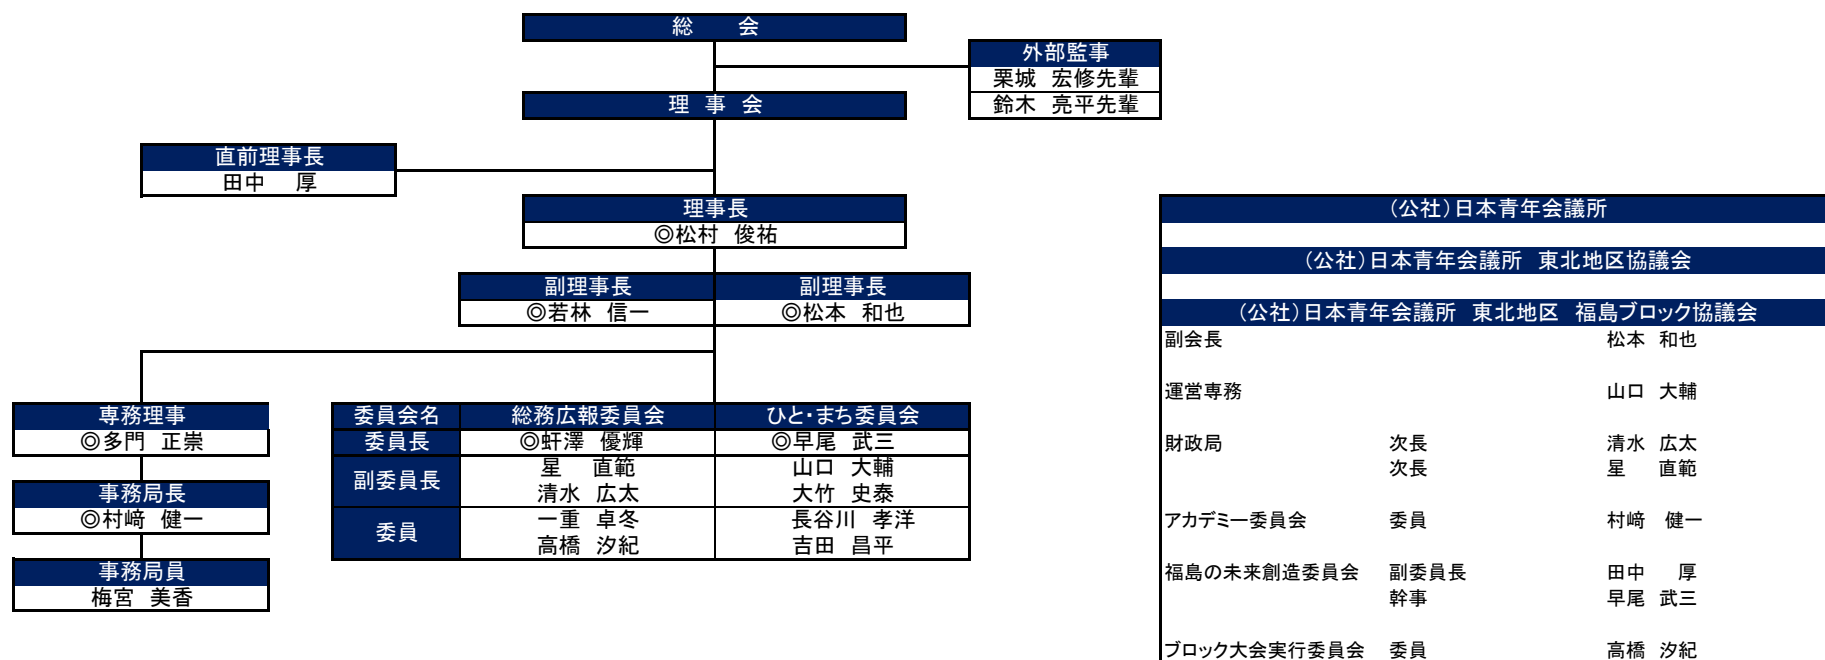 総　会
外部監事
栗城　宏修先輩
鈴木　亮平先輩
理　事　会
直前理事長
田中　厚
理事長
◎松村　俊祐
副理事長　副理事長
◎若林　信一　◎松本　和也
専務理事
◎多門　正崇
事務局長
◎村﨑　健一
事務局員
梅宮　美香
委員会名　総務広報委員会　ひと・まち委員会
委員長　◎虷澤　優輝　◎早尾　武三
副委員長　星　直範　山口　大輔
清水　広太　大竹　史泰
委員　一重　卓冬　長谷川　孝洋
高橋　汐紀　吉田　昌平
（公社）日本青年会議所
（公社）日本青年会議所　東北地区協議会
（公社）日本青年会議所　東北地区　福島ブロック協議会
副会長　松本　和也
運営専務　山口　大輔
財政局　次長　清水　広太
次長　星　直範
アカデミー委員会　委員　村﨑　健一
福島の未来創造委員会　副委員長　田中　厚
幹事　早尾　武三
ブロック大会実行委員会　委員　高橋　汐紀